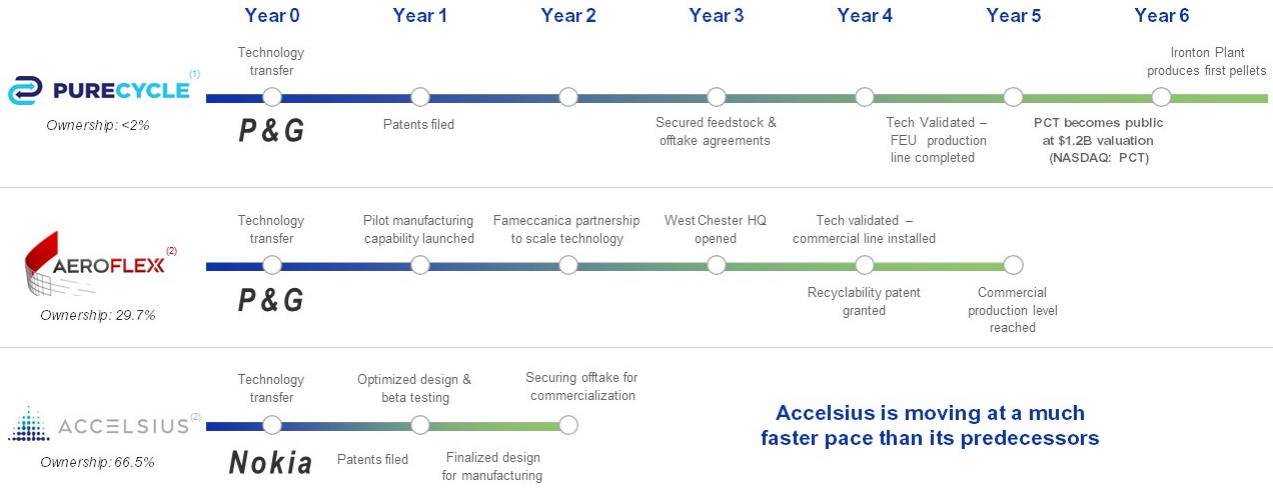 Year 0 Year 1 Year 2 Year 3 Year 4 Year 5 Year 6
Technology
transfer
Ironton Plant
produces first pellets
PURECYCLE (1)
Ownership: <2%
P&G
Patents filed
Secured feedstock &
offtake agreements
Tech Validated –
FEU production
line completed
PCT becomes public
at $1.2B valuation
(NASDAQ: PCT)
Technology
transfer
Pilot manufacturing
capability launched
Fameccanica partnership
to scale technology
West Chester HQ
opened
Tech validated –
commercial line installed
AEROFLEXX (2)
Ownership: 29.7%
P&G
Recyclability patent
granted
Commercial
production level
reached
Technology
transfer
Optimized design &
beta testing
Securing offtake for
commercialization
ACCELSIUS (2)
Ownership: 66.5%
Nokia
Patents filed
Finalized design
for manufacturing
Accelsius is moving at a much
faster pace than its predecessors